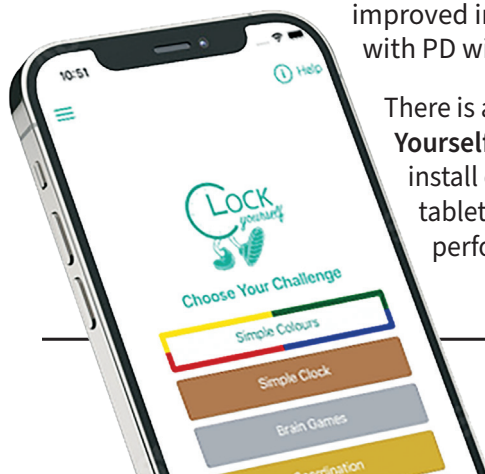 improved i
with PD wi
There is a
Yourself
install
tablet
perfo
10:51
Help
CLOCK
yourself
Choose Your Challenge
Simple Colours
Simple Clock
Brain Games
Coordination